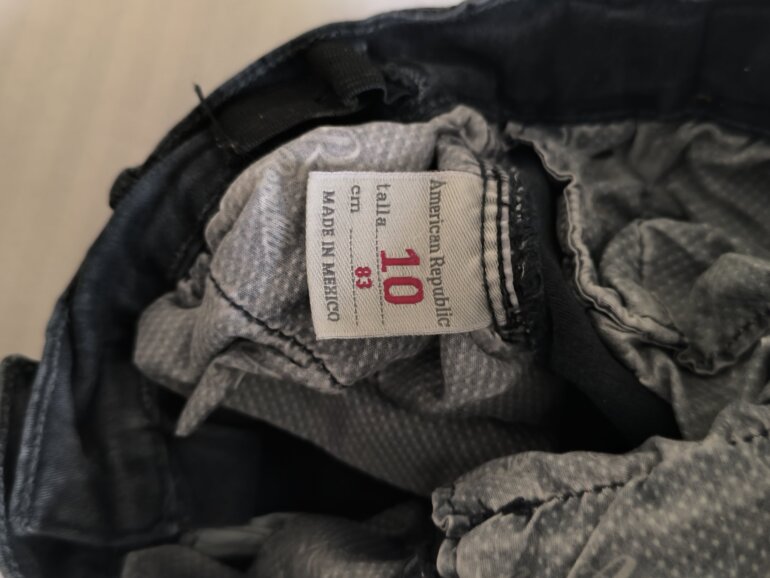 American Republic
talla 10
cm 83
MADE IN MEXICO